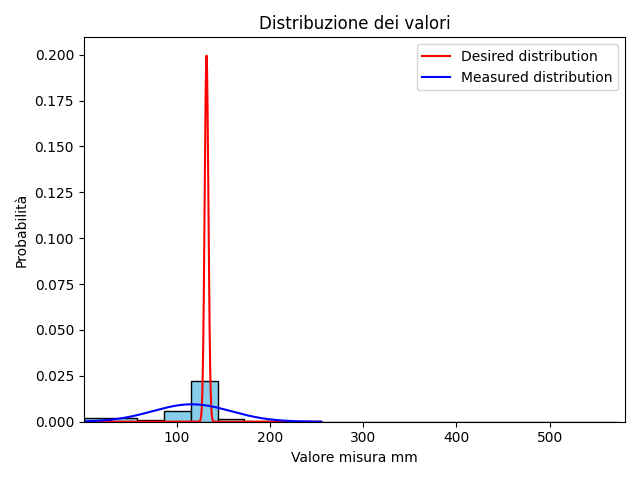 Distribuzione dei valori
Desired distribution
Measured distribution
Probabilità
0.200
0.175
0.150
0.125
0.100
0.075
0.050
0.025
0.000
100
200
300
400
500
Valore misura mm